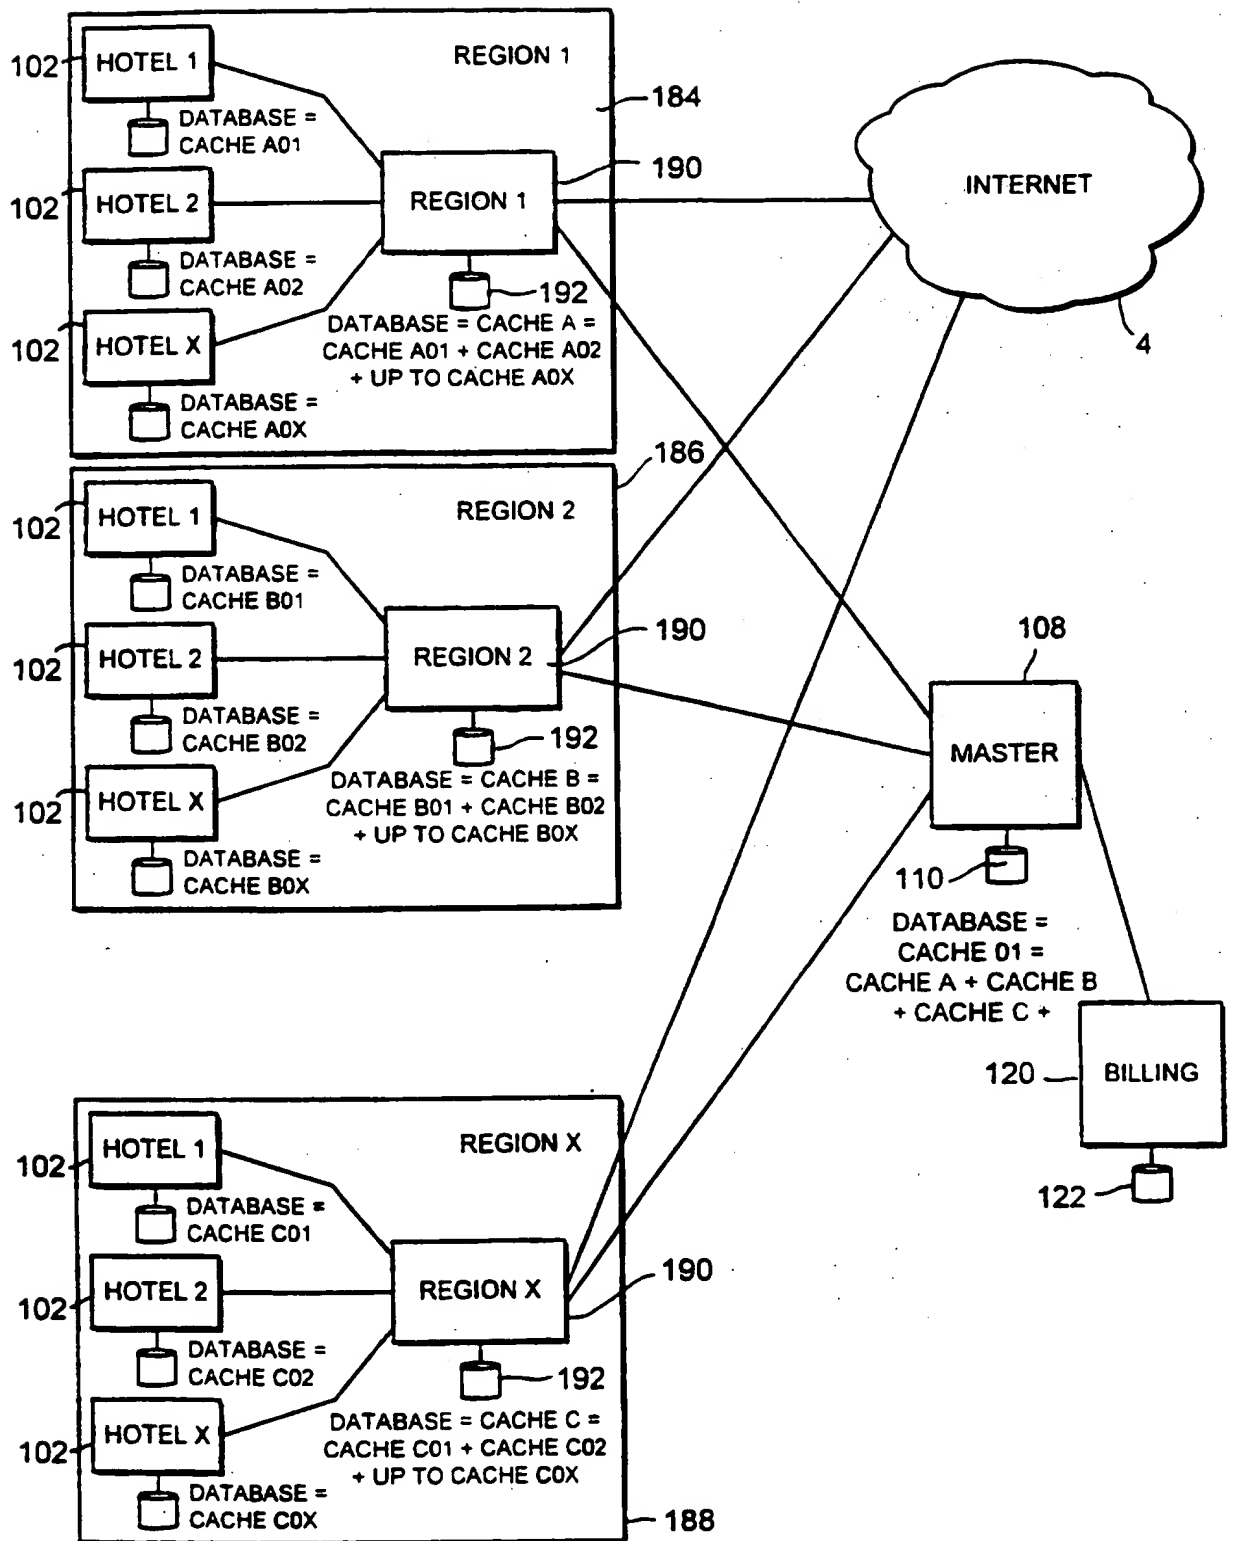 REGION 1
102
HOTEL 1
DATABASE =
CACHE A01
184
190
REGION 1
102
HOTEL 2
DATABASE =
CACHE A02
192
DATABASE = CACHE A =
CACHE A01 + CACHE A02
+ UP TO CACHE A0X
102
HOTEL X
DATABASE =
CACHE A0X
INTERNET
4
186
REGION 2
102
HOTEL 1
DATABASE =
CACHE B01
190
REGION 2
102
HOTEL 2
DATABASE =
CACHE B02
192
DATABASE = CACHE B =
CACHE B01 + CACHE B02
+ UP TO CACHE B0X
102
HOTEL X
DATABASE =
CACHE B0X
108
MASTER
110
DATABASE =
CACHE 01 =
CACHE A + CACHE B
+ CACHE C +
120
BILLING
122
REGION X
102
HOTEL 1
DATABASE =
CACHE C01
190
REGION X
102
HOTEL 2
DATABASE =
CACHE C02
192
DATABASE = CACHE C =
CACHE C01 + CACHE C02
+ UP TO CACHE C0X
102
HOTEL X
DATABASE =
CACHE C0X
188